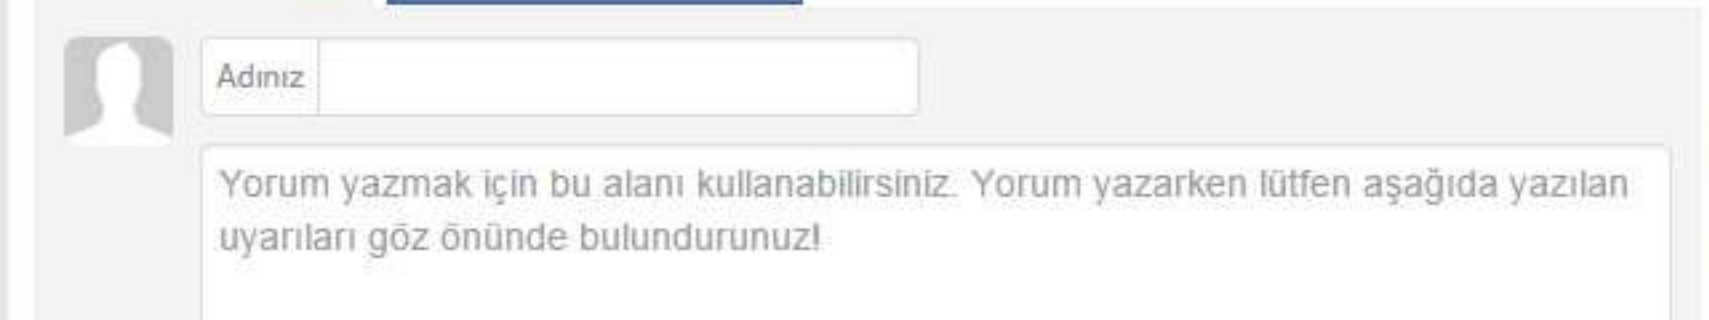 Adınız
Yorum yazmak için bu alanı kullanabilirsiniz. Yorum yazarken lütfen aşağıda yazılan
uyarıları göz önünde bulundurunuz!